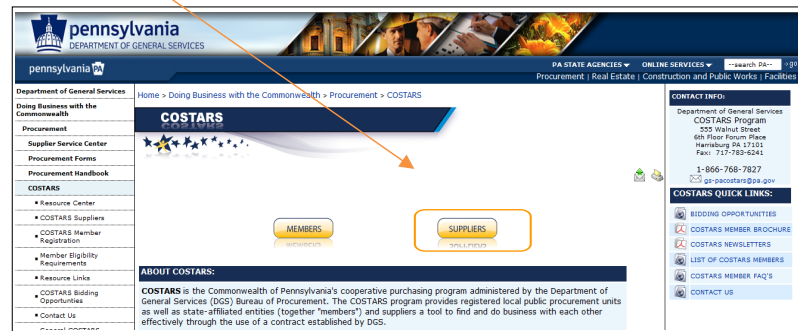 pennsylvania
DEPARTMENT OF GENERAL SERVICES
pennsylvania PA
PA STATE AGENCIES
ONLINE SERVICES
--search PA--
go
Procurement | Real Estate | Construction and Public Works | Facilities
Department of General Services
Doing Business with the
Commonwealth
Procurement
Supplier Service Center
Procurement Forms
Procurement Handbook
COSTARS
Resource Center
COSTARS Suppliers
COSTARS Member
Registration
Member Eligibility
Requirements
Resource Links
COSTARS Bidding
Opportunties
Contact Us
General COSTARS
Home > Doing Business with the Commonwealth > Procurement > COSTARS
COSTARS
MEMBERS
SUPPLIERS
ABOUT COSTARS:
COSTARS is the Commonwealth of Pennsylvania's cooperative purchasing program administered by the Department of
General Services (DGS) Bureau of Procurement. The COSTARS program provides registered local public procurement units
as well as state-affiliated entities (together "members") and suppliers a tool to find and do business with each other
effectively through the use of a contract established by DGS.
CONTACT INFO:
Department of General Services
COSTARS Program
555 Walnut Street
6th Floor Forum Place
Harrisburg PA 17101
Fax: 717-783-6241
1-866-768-7827
gs-pacostars@pa.gov
COSTARS QUICK LINKS:
BIDDING OPPORTUNITIES
COSTARS MEMBER BROCHURE
COSTARS NEWSLETTERS
LIST OF COSTARS MEMBERS
COSTARS MEMBER FAQ'S
CONTACT US